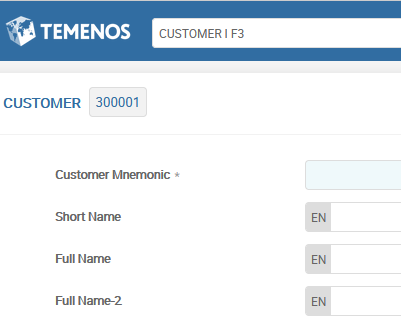 TEMENOS
CUSTOMER I F3
CUSTOMER 300001
Customer Mnemonic *
Short Name EN
Full Name EN
Full Name-2 EN